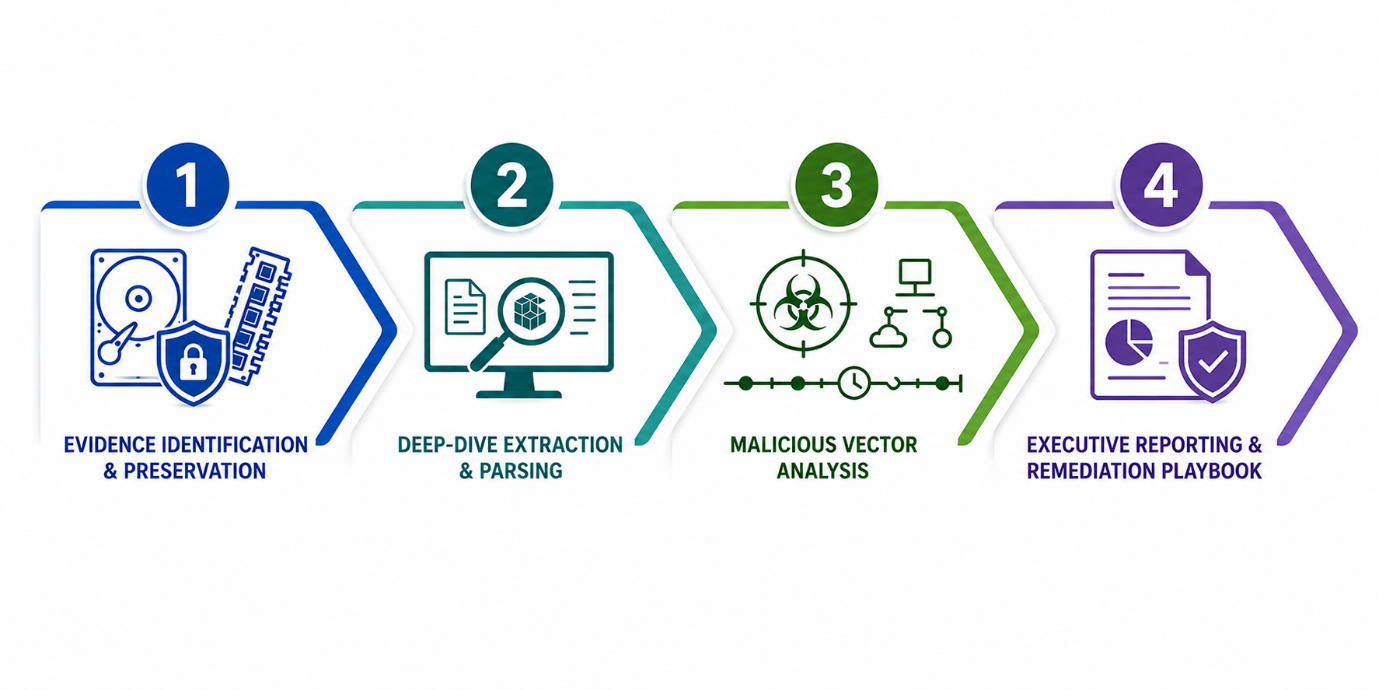 1
2
3
4
EVIDENCE IDENTIFICATION
& PRESERVATION
DEEP-DIVE EXTRACTION
& PARSING
MALICIOUS VECTOR
ANALYSIS
EXECUTIVE REPORTING &
REMEDIATION PLAYBOOK